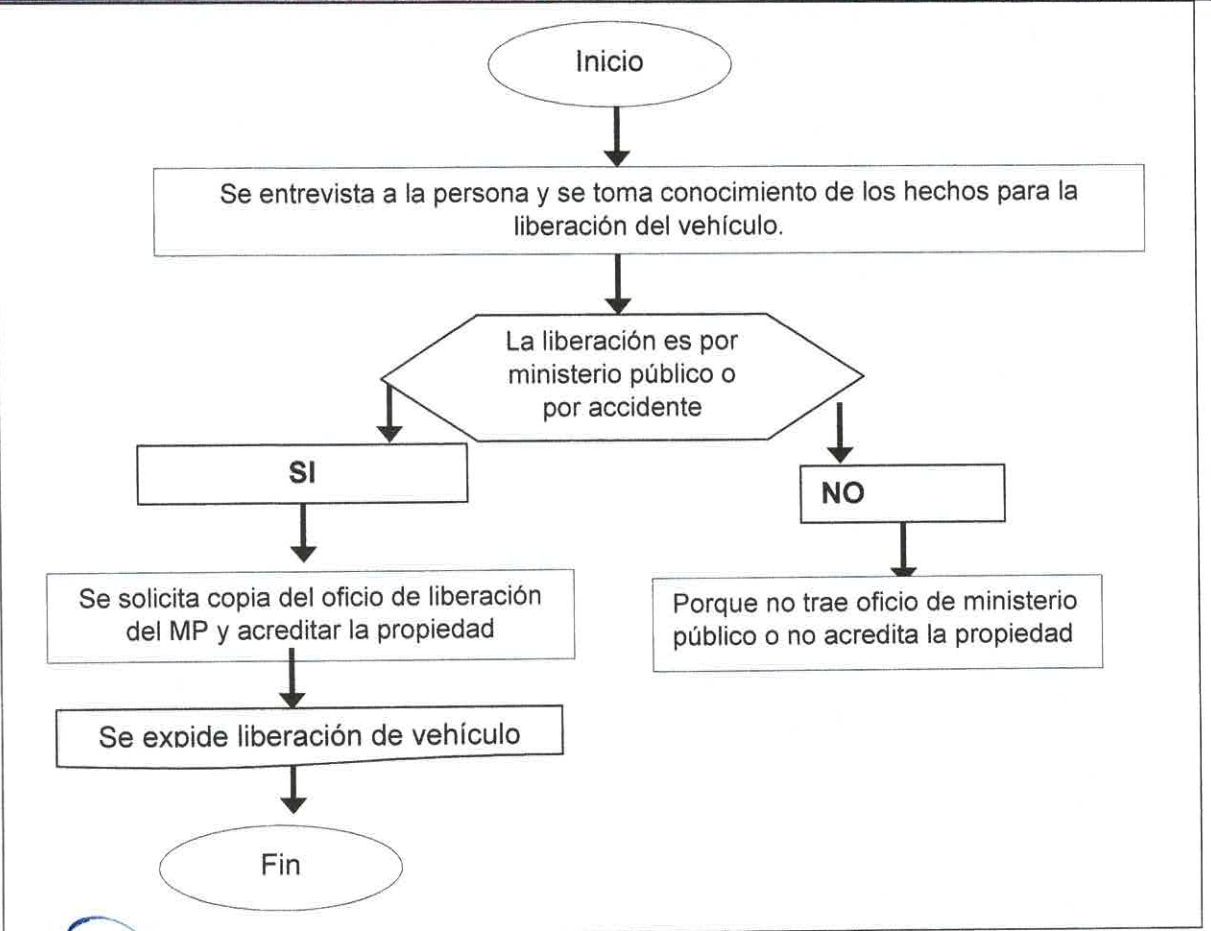 Inicio
Se entrevista a la persona y se toma conocimiento de los hechos para la
liberación del vehículo.
La liberación es por
ministerio público o
por accidente
SI
NO
Se solicita copia del oficio de liberación
del MP y acreditar la propiedad
Porque no trae oficio de ministerio
público o no acredita la propiedad
Se expide liberación de vehículo
Fin